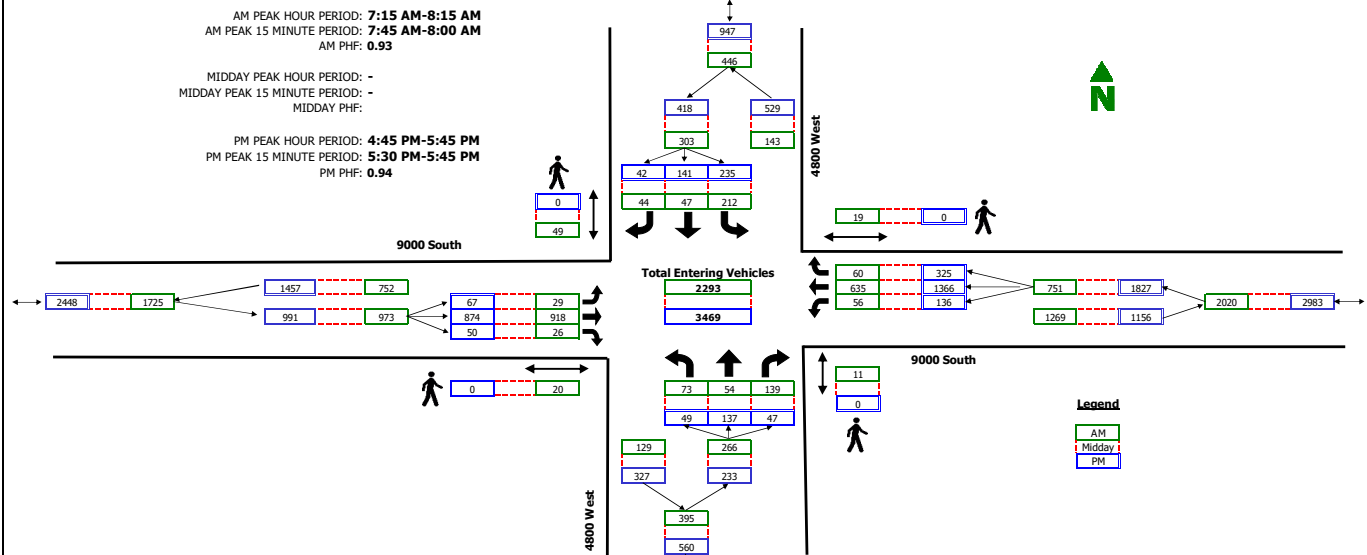 AM PEAK HOUR PERIOD: 7:15 AM-8:15 AM
AM PEAK 15 MINUTE PERIOD: 7:45 AM-8:00 AM
AM PHF: 0.93
MIDDAY PEAK HOUR PERIOD: -
MIDDAY PEAK 15 MINUTE PERIOD: -
MIDDAY PHF:
PM PEAK HOUR PERIOD: 4:45 PM-5:45 PM
PM PEAK 15 MINUTE PERIOD: 5:30 PM-5:45 PM
PM PHF: 0.94
947
446
418 529
303 143
42 141 235
44 47 212
N
4800 West
0
49
19 0
9000 South
Total Entering Vehicles
2293
3469
1457 752
2448 1725
991 973
67 29
874 918
50 26
60 325
635 1366
56 136
751 1827
2020 2983
1269 1156
9000 South
0 20
73 54 139
49 137 47
129 266
327 233
395
560
4800 West
11
0
Legend
AM
Midday
PM